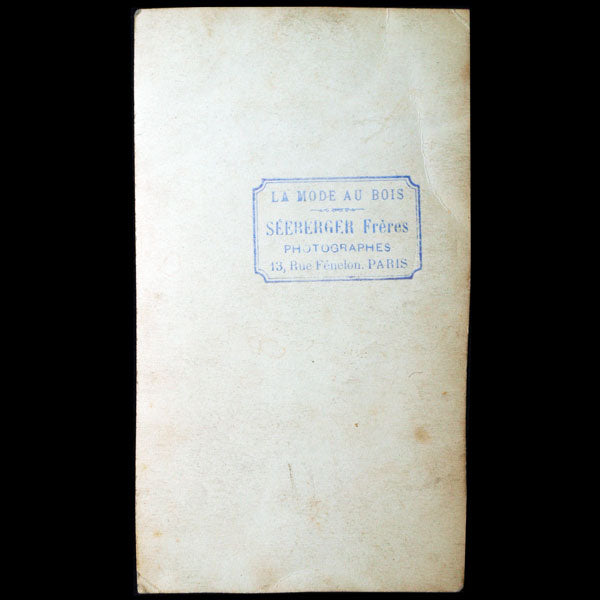 LA MODE AU BOIS
SÉEBERGER Frères
PHOTOGRAPHES
13, Rue Fénelon. PARIS